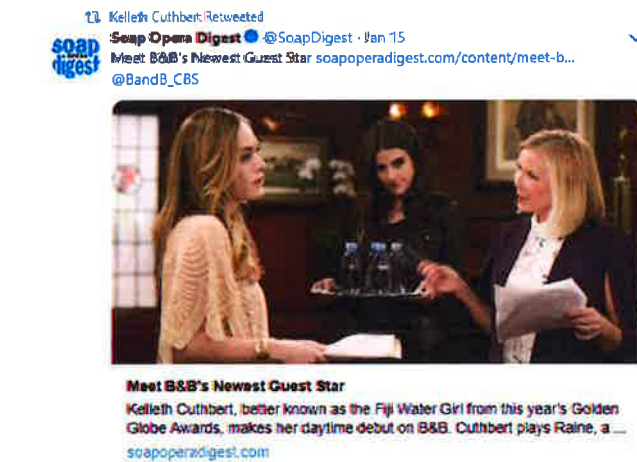 Kelleth Cuthbert Retweeted
soap digest
Soap Opera Digest @SoapDigest · Jan 15
Meet B&B's Newest Guest Star soapoperadigest.com/content/meet-b...
@BandB_CBS
Meet B&B's Newest Guest Star
Kelleth Cuthbert, better known as the Fiji Water Girl from this year's Golden
Globe Awards, makes her daytime debut on B&B. Cuthbert plays Raine, a ...
soapoperadigest.com